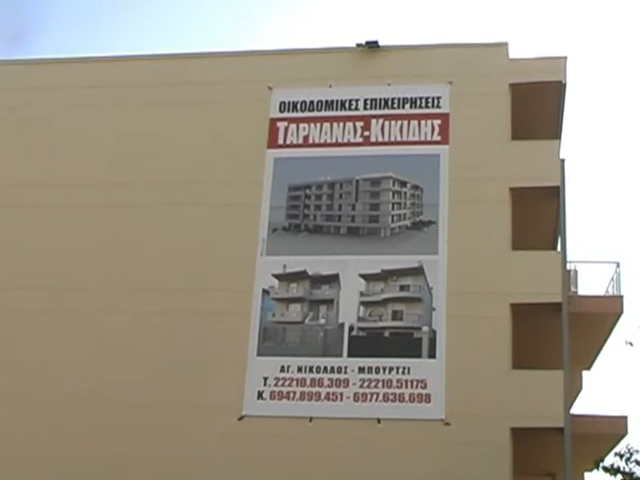 ΟΙΚΟΔΟΜΙΚΕΣ ΕΠΙΧΕΙΡΗΣΕΙΣ
ΤΑΡΝΑΝΑΣ-ΚΙΚΙΔΗΣ
ΑΓ. ΝΙΚΟΛΑΟΣ - ΜΠΟΥΡΤΖΙ
Τ. 22210.86.309 - 22210.51175
Κ. 6947.899.451 - 6977.636.698